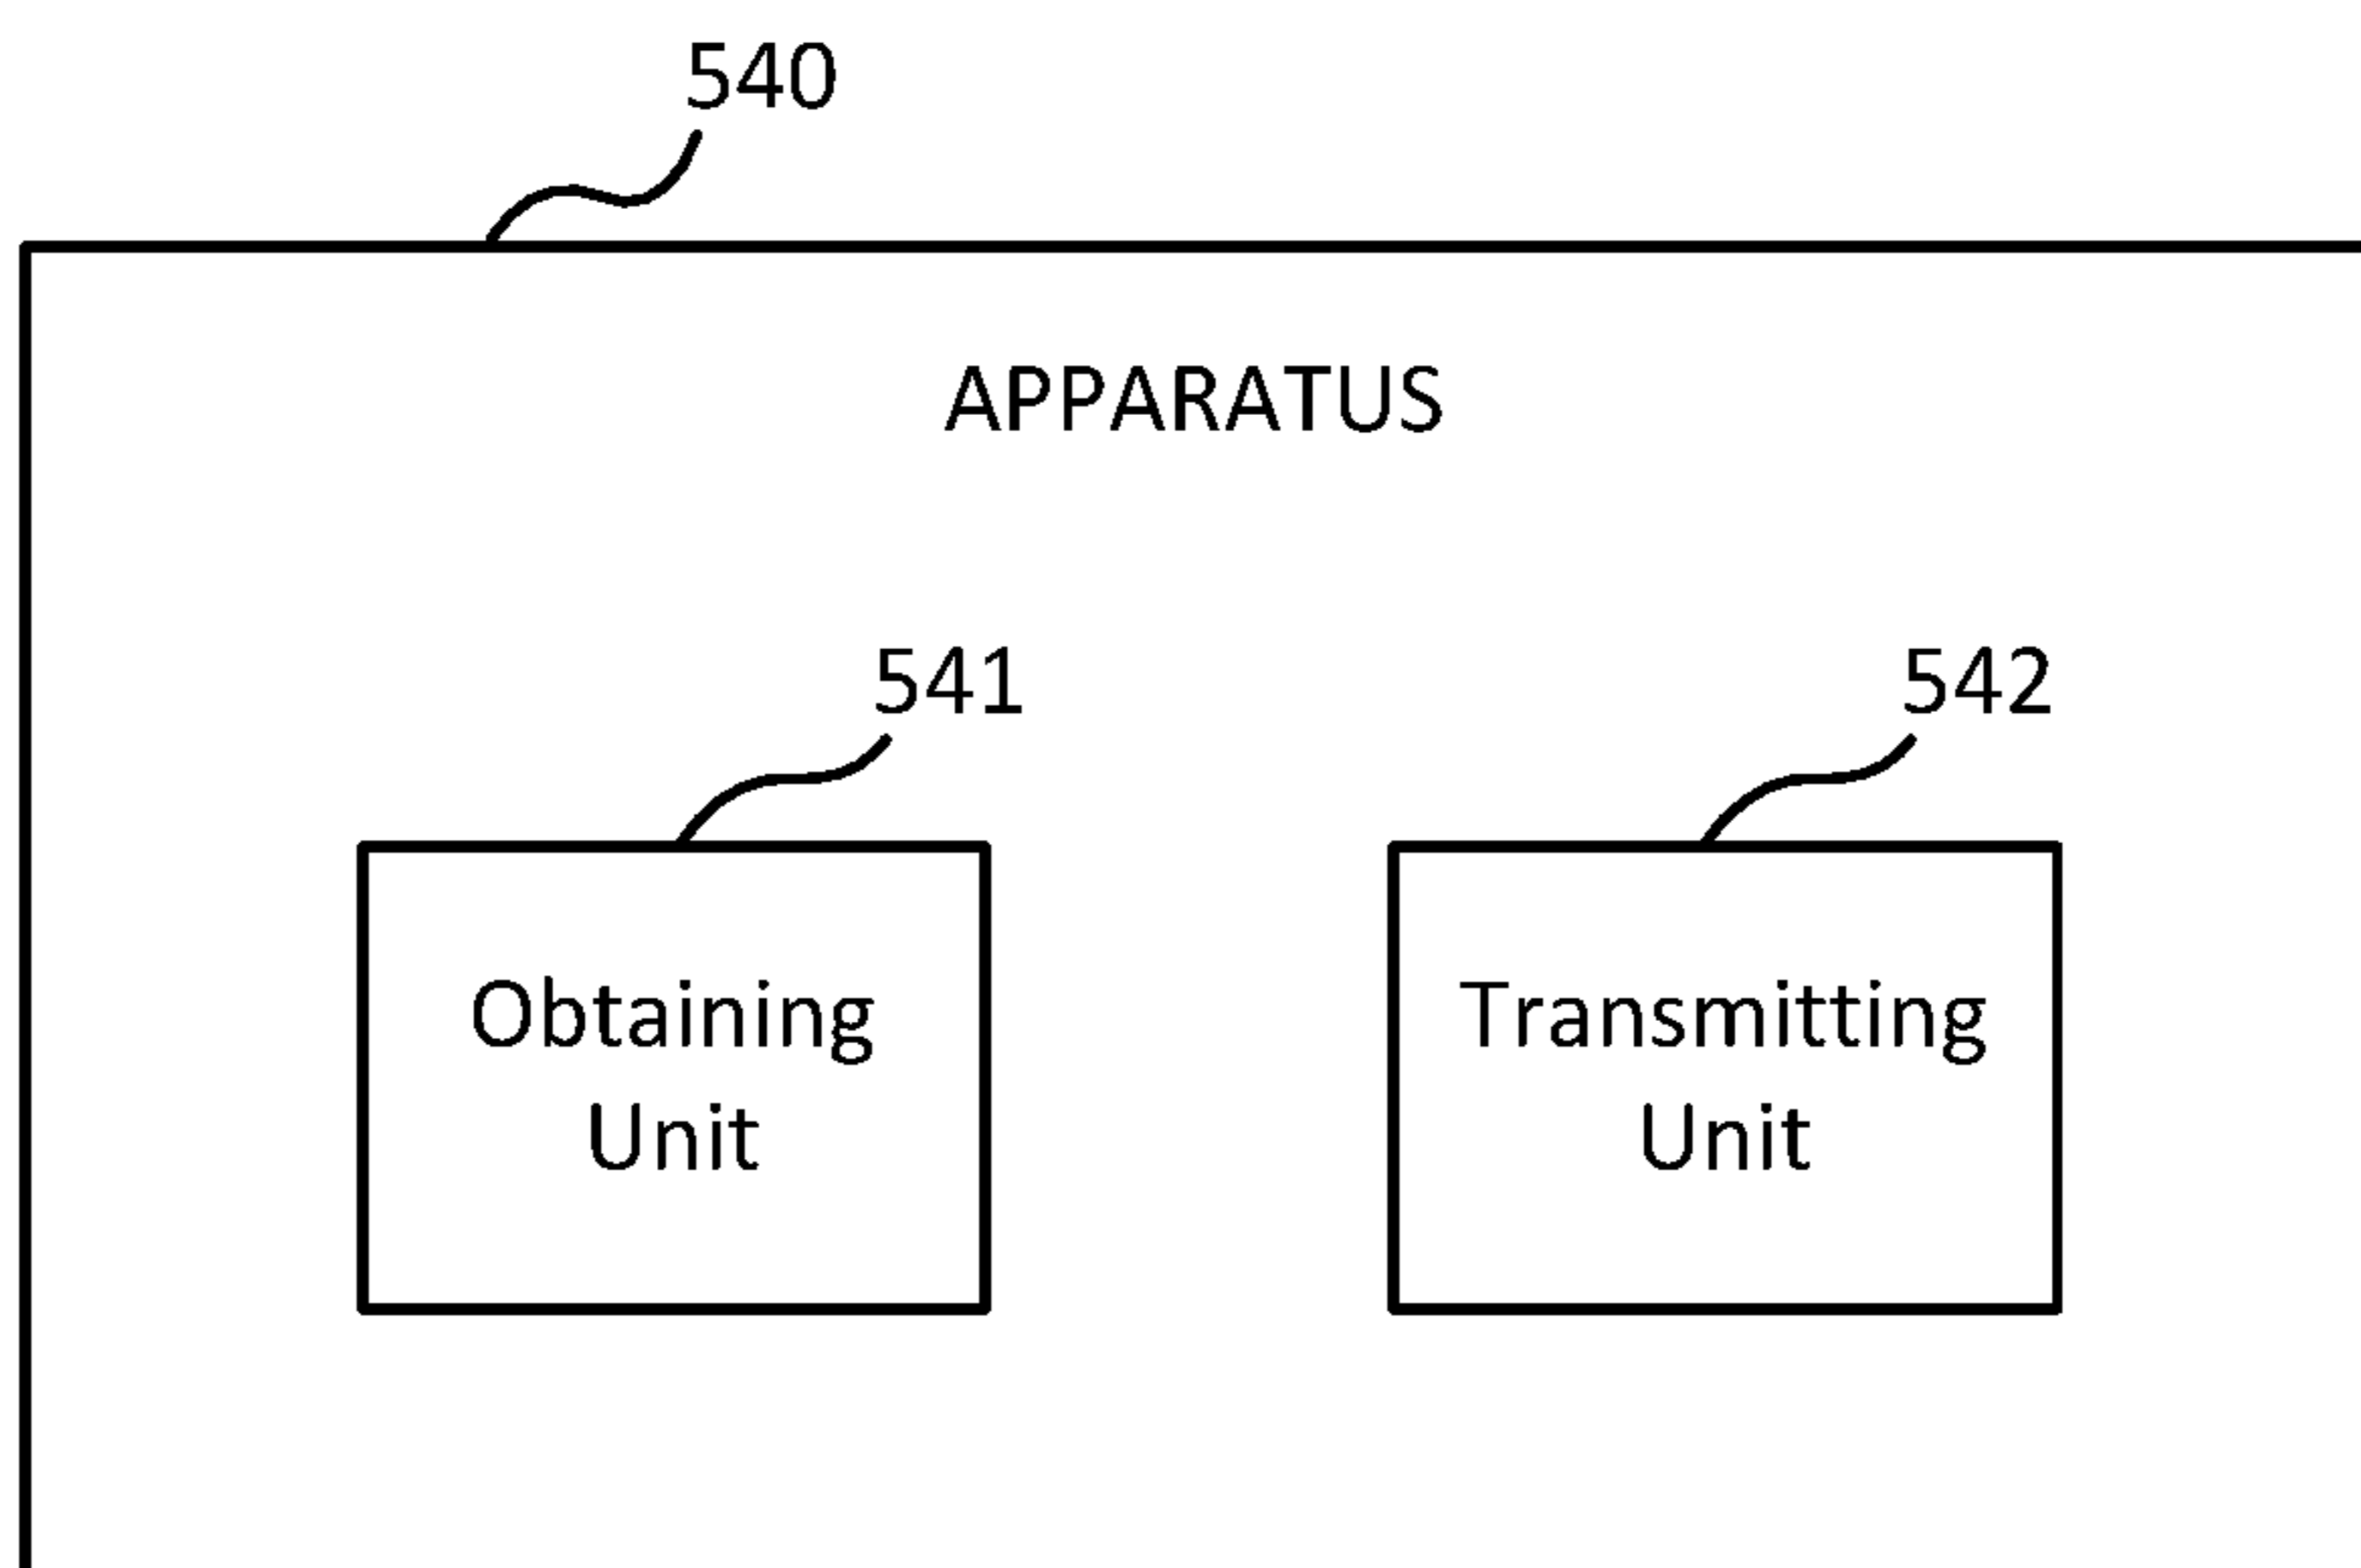 540
APPARATUS
541
542
Obtaining
Unit
Transmitting
Unit